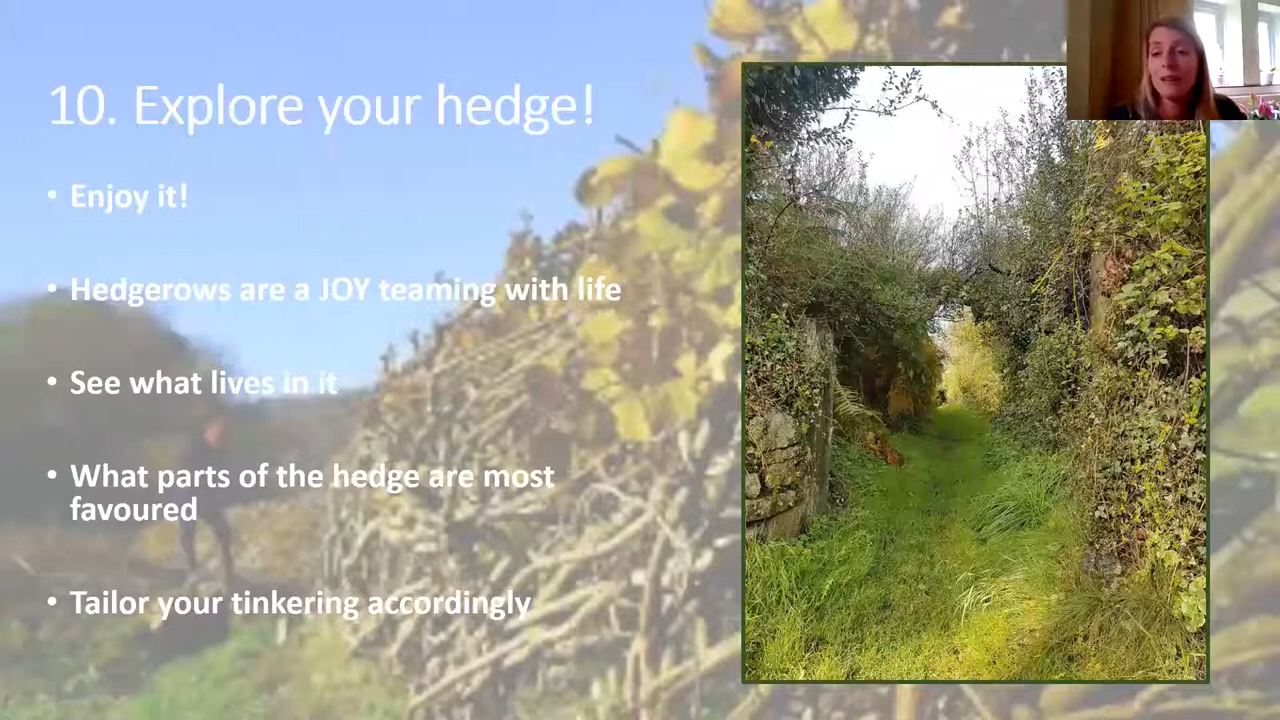 10. Explore your hedge!
• Enjoy it!
• Hedgerows are a JOY teaming with life
• See what lives in it
• What parts of the hedge are most
favoured
• Tailor your tinkering accordingly